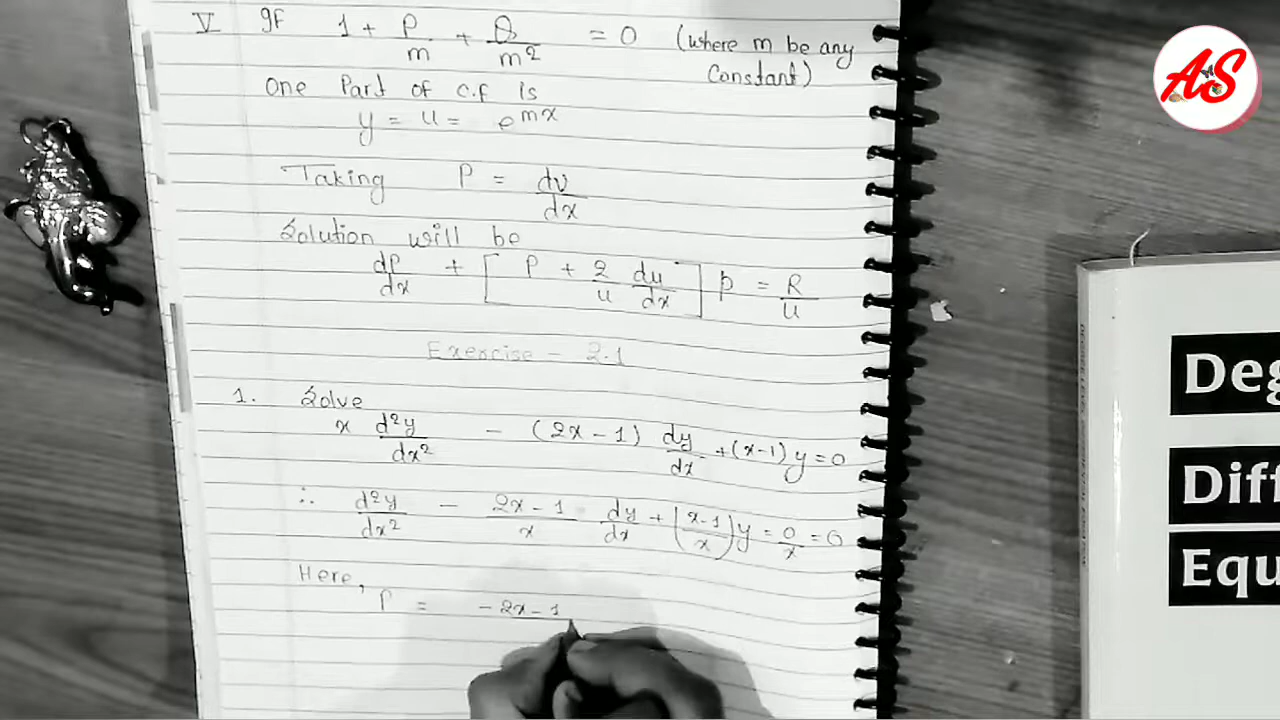 V If 1 + P/m + Q/m² = 0 (where m be any
constant)
One Part of c.f is
y = u = e^mx
Taking P = dv/dx
Solution will be
dP/dx + [P + 2/u du/dx] p = R/u
Exercise - 2.1
1. Solve
x d²y/dx² - (2x-1) dy/dx + (x-1)y = 0
∴ d²y/dx² - 2x-1/x dy/dx + (x-1/x)y = 0/x = 0
Here,
P = -2x-1
AS
Deg
Diff
Equ